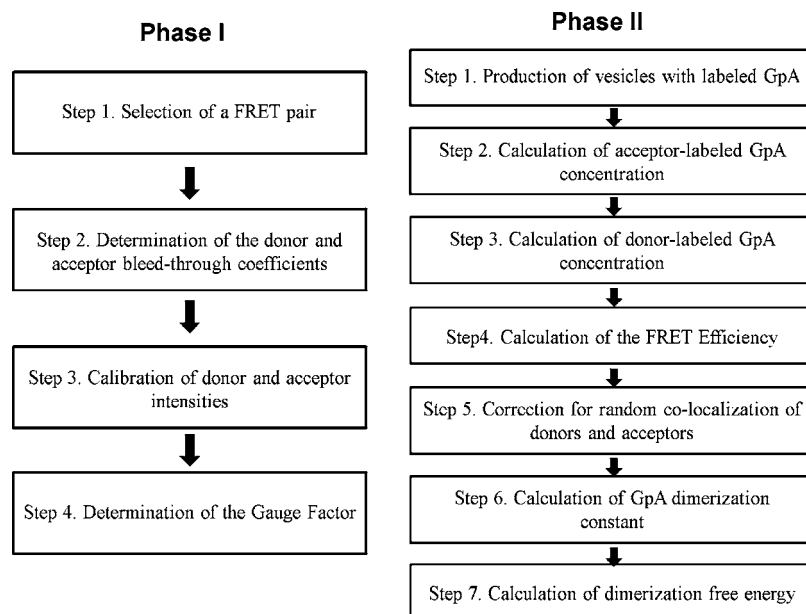 Phase I
Step 1. Selection of a FRET pair
Step 2. Determination of the donor and
acceptor bleed-through coefficients
Step 3. Calibration of donor and acceptor
intensities
Step 4. Determination of the Gauge Factor
Phase II
Step 1. Production of vesicles with labeled GpA
Step 2. Calculation of acceptor-labeled GpA
concentration
Step 3. Calculation of donor-labeled GpA
concentration
Step4. Calculation of the FRET Efficiency
Step 5. Correction for random co-localization of
donors and acceptors
Step 6. Calculation of GpA dimerization
constant
Step 7. Calculation of dimerization free energy